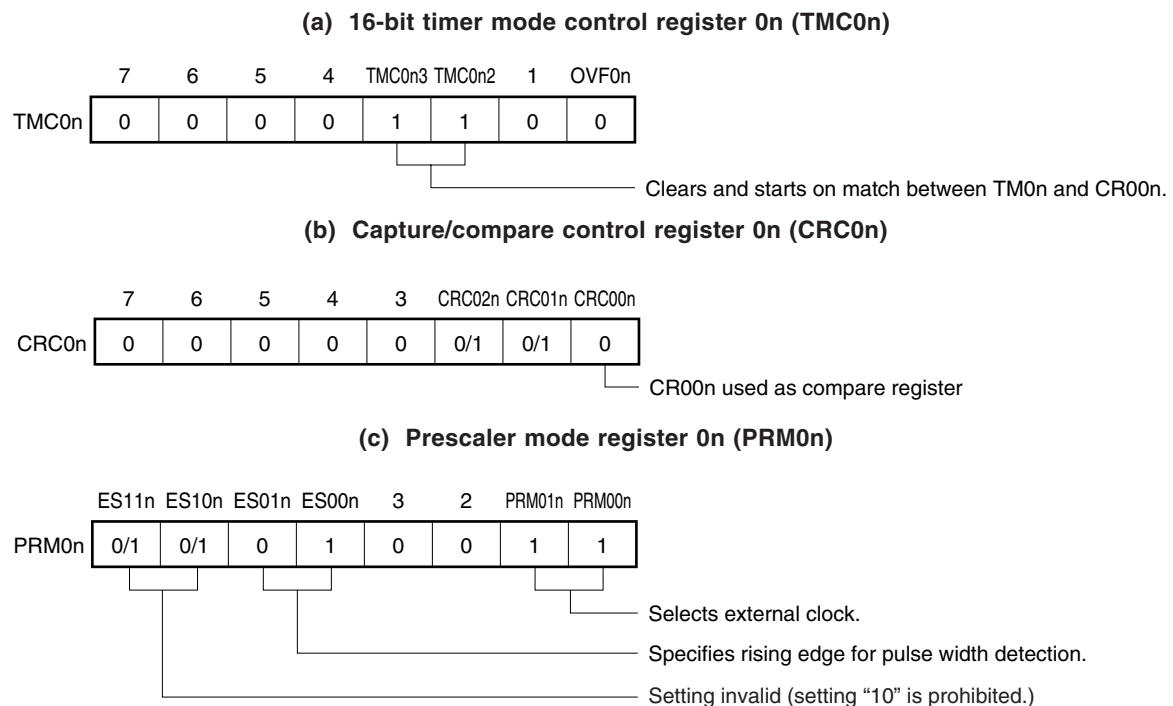 (a) 16-bit timer mode control register 0n (TMC0n)
7 6 5 4 TMC0n3 TMC0n2 1 OVF0n
TMC0n 0 0 0 0 1 1 0 0
Clears and starts on match between TM0n and CR00n.
(b) Capture/compare control register 0n (CRC0n)
7 6 5 4 3 CRC02n CRC01n CRC00n
CRC0n 0 0 0 0 0 0/1 0/1 0
CR00n used as compare register
(c) Prescaler mode register 0n (PRM0n)
ES11n ES10n ES01n ES00n 3 2 PRM01n PRM00n
PRM0n 0/1 0/1 0 1 0 0 1 1
Selects external clock.
Specifies rising edge for pulse width detection.
Setting invalid (setting “10” is prohibited.)